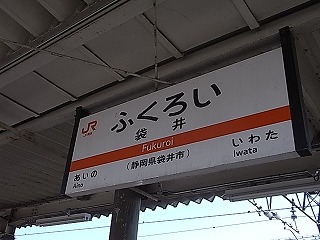 JR
ふくろい
袋井
Fukuroi
(静岡県袋井市)
あいの
Aino
いわた
Iwata